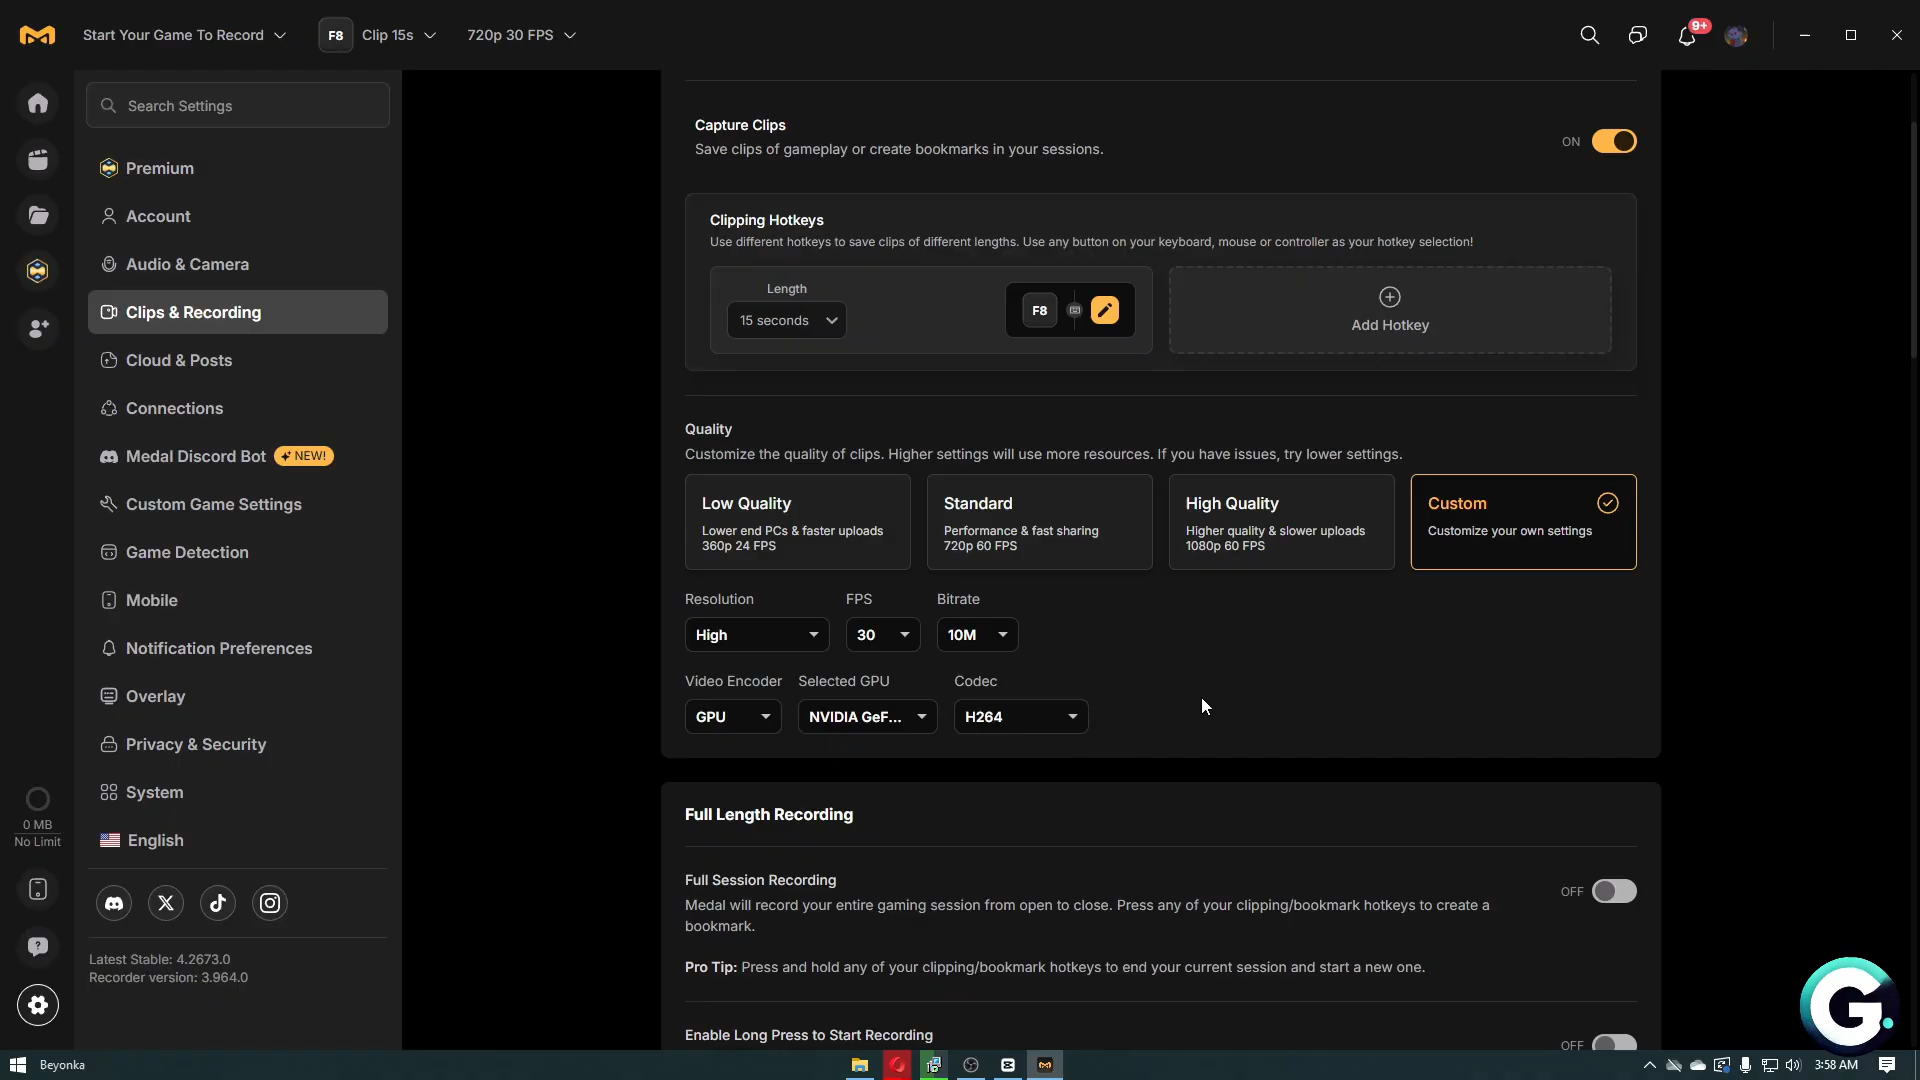 Start Your Game To Record
F8
Clip 15s
720p 30 FPS
9+
Search Settings
Premium
Account
Audio & Camera
Clips & Recording
Cloud & Posts
Connections
Medal Discord Bot
NEW!
Custom Game Settings
Game Detection
Mobile
Notification Preferences
Overlay
Privacy & Security
System
English
0 MB
No Limit
Latest Stable: 4.2673.0
Recorder version: 3.964.0
Capture Clips
Save clips of gameplay or create bookmarks in your sessions.
ON
Clipping Hotkeys
Use different hotkeys to save clips of different lengths. Use any button on your keyboard, mouse or controller as your hotkey selection!
Length
15 seconds
F8
Add Hotkey
Quality
Customize the quality of clips. Higher settings will use more resources. If you have issues, try lower settings.
Low Quality
Lower end PCs & faster uploads
360p 24 FPS
Standard
Performance & fast sharing
720p 60 FPS
High Quality
Higher quality & slower uploads
1080p 60 FPS
Custom
Customize your own settings
Resolution
FPS
Bitrate
High
30
10M
Video Encoder
Selected GPU
Codec
GPU
NVIDIA GeF...
H264
Full Length Recording
Full Session Recording
Medal will record your entire gaming session from open to close. Press any of your clipping/bookmark hotkeys to create a
bookmark.
OFF
Pro Tip: Press and hold any of your clipping/bookmark hotkeys to end your current session and start a new one.
Enable Long Press to Start Recording
OFF
G
Beyonka
3:58 AM